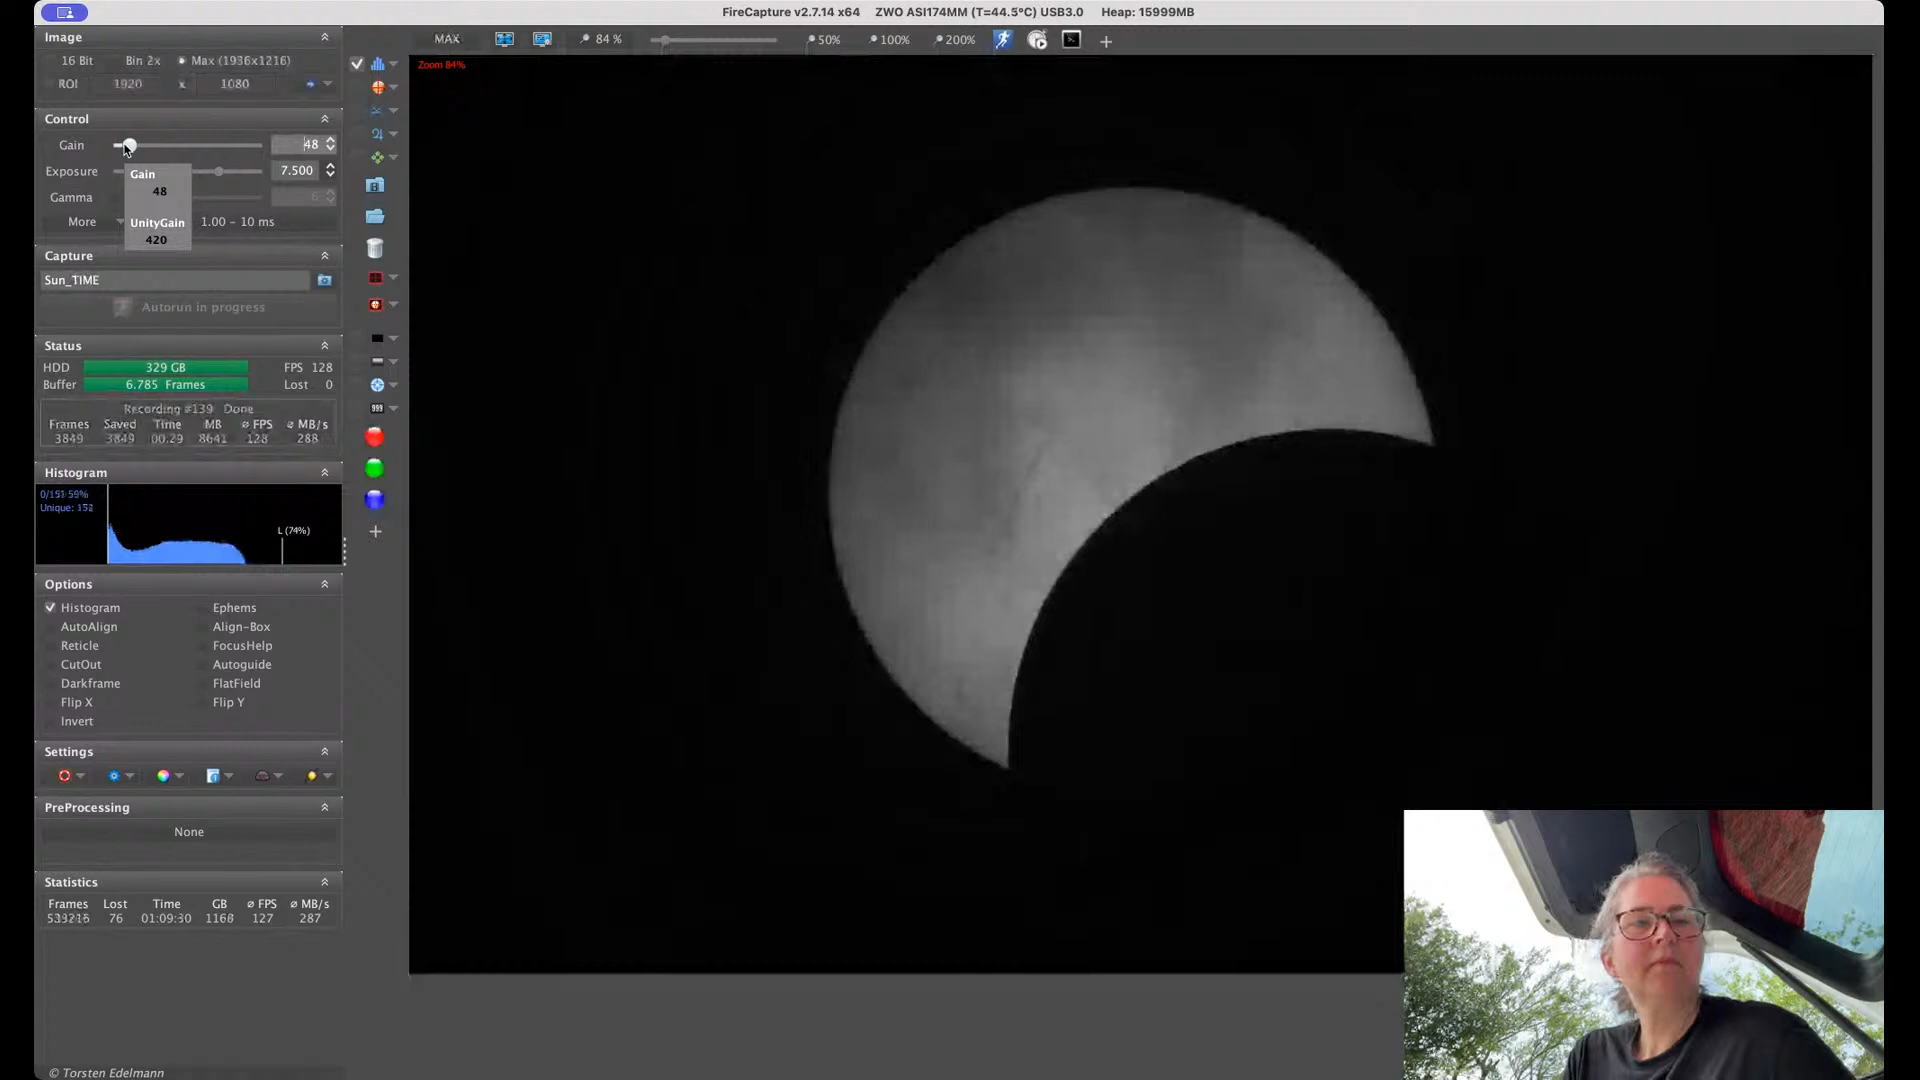 FireCapture v2.7.14 x64 ZWO ASI174MM (T=44.5°C) USB3.0 Heap: 15999MB
Image
16 Bit Bin 2x Max (1936x1216)
ROI 1920 x 1080
Control
Gain 48
Exposure 7.500
Gamma 6
More 1.00 - 10 ms
Gain
48
UnityGain
420
Capture
Sun_TIME
Autorun in progress
Status
HDD 329 GB FPS 128
Buffer 6.785 Frames Lost 0
Recording #139 Done
Frames Saved Time MB ø FPS ø MB/s
3849 3849 00:29 8641 128 288
Histogram
0/151 59%
Unique: 152
L (74%)
Options
Histogram Ephems
AutoAlign Align-Box
Reticle FocusHelp
CutOut Autoguide
Darkframe FlatField
Flip X Flip Y
Invert
Settings
PreProcessing
None
Statistics
Frames Lost Time GB ø FPS ø MB/s
76 01:09:30 1168 127 287
© Torsten Edelmann
MAX 84 % 50% 100% 200%
Zoom 84%
999